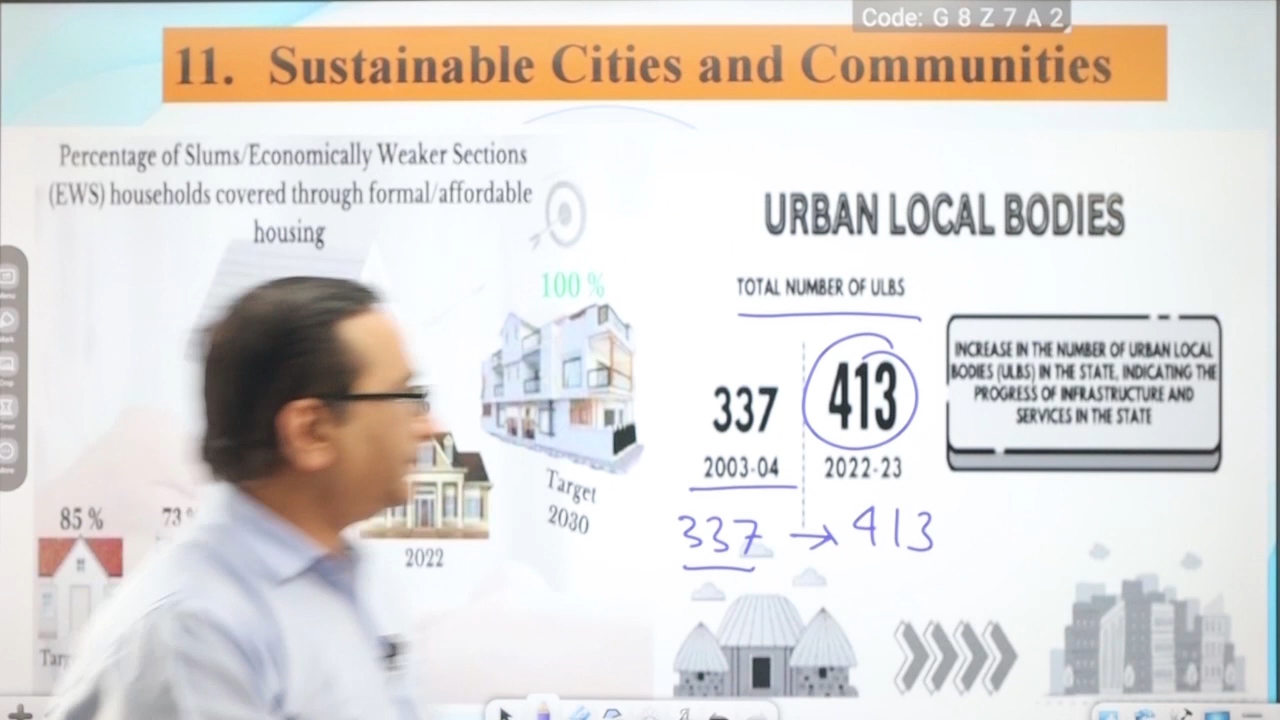 Code: G 8 Z 7 A 2
11. Sustainable Cities and Communities
Percentage of Slums/Economically Weaker Sections
(EWS) households covered through formal/affordable
housing
100 %
Target
2030
85 %
73 %
2022
URBAN LOCAL BODIES
TOTAL NUMBER OF ULBS
337
413
2003-04
2022-23
337 → 413
INCREASE IN THE NUMBER OF URBAN LOCAL
BODIES (ULBS) IN THE STATE, INDICATING THE
PROGRESS OF INFRASTRUCTURE AND
SERVICES IN THE STATE